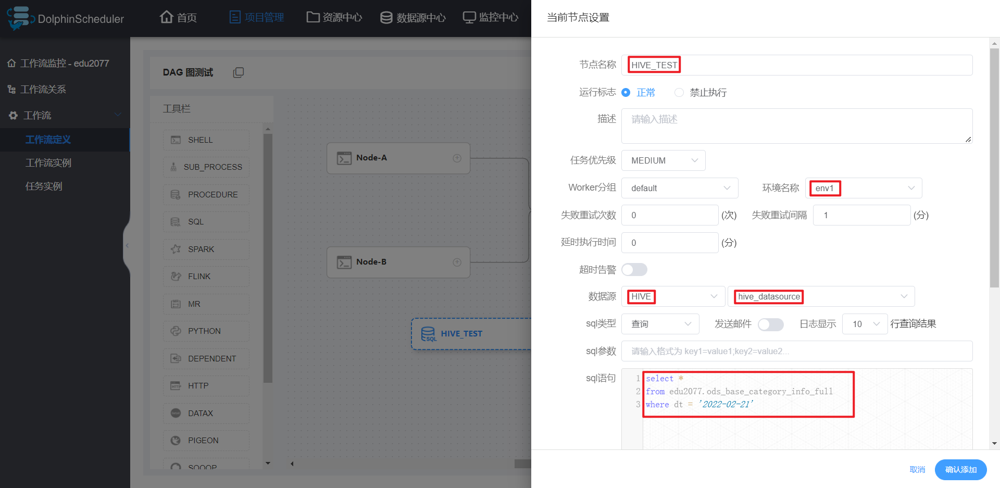 DolphinScheduler
首页
项目管理
资源中心
数据源中心
监控中心
工作流监控 - edu2077
工作流关系
工作流
工作流定义
工作流实例
任务实例
DAG 图测试
工具栏
SHELL
SUB_PROCESS
PROCEDURE
SQL
SPARK
FLINK
MR
PYTHON
DEPENDENT
HTTP
DATAX
PIGEON
SQOOP
Node-A
Node-B
HIVE_TEST
当前节点设置
节点名称 HIVE_TEST
运行标志 正常 禁止执行
描述 请输入描述
任务优先级 MEDIUM
Worker分组 default 环境名称 env1
失败重试次数 0 (次) 失败重试间隔 1 (分)
延时执行时间 0 (分)
超时告警
数据源 HIVE hive_datasource
sql类型 查询 发送邮件 日志显示 10 行查询结果
sql参数 请输入格式为 key1=value1;key2=value2...
sql语句
1 select *
2 from edu2077.ods_base_category_info_full
3 where dt = '2022-02-21'
取消 确认添加